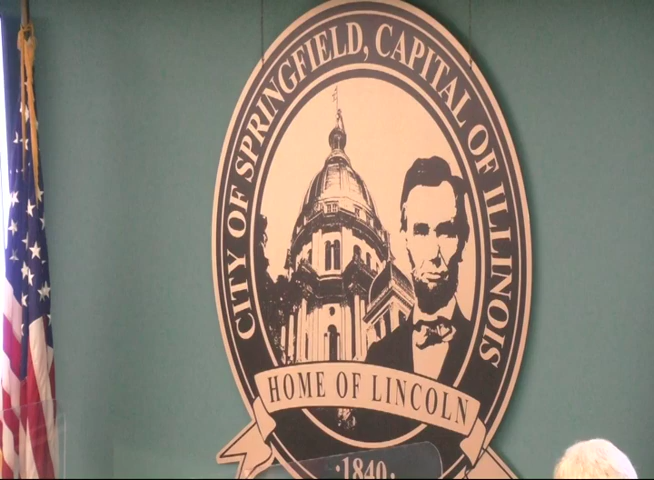 CITY OF SPRINGFIELD, CAPITAL OF ILLINOIS
HOME OF LINCOLN
·1840·